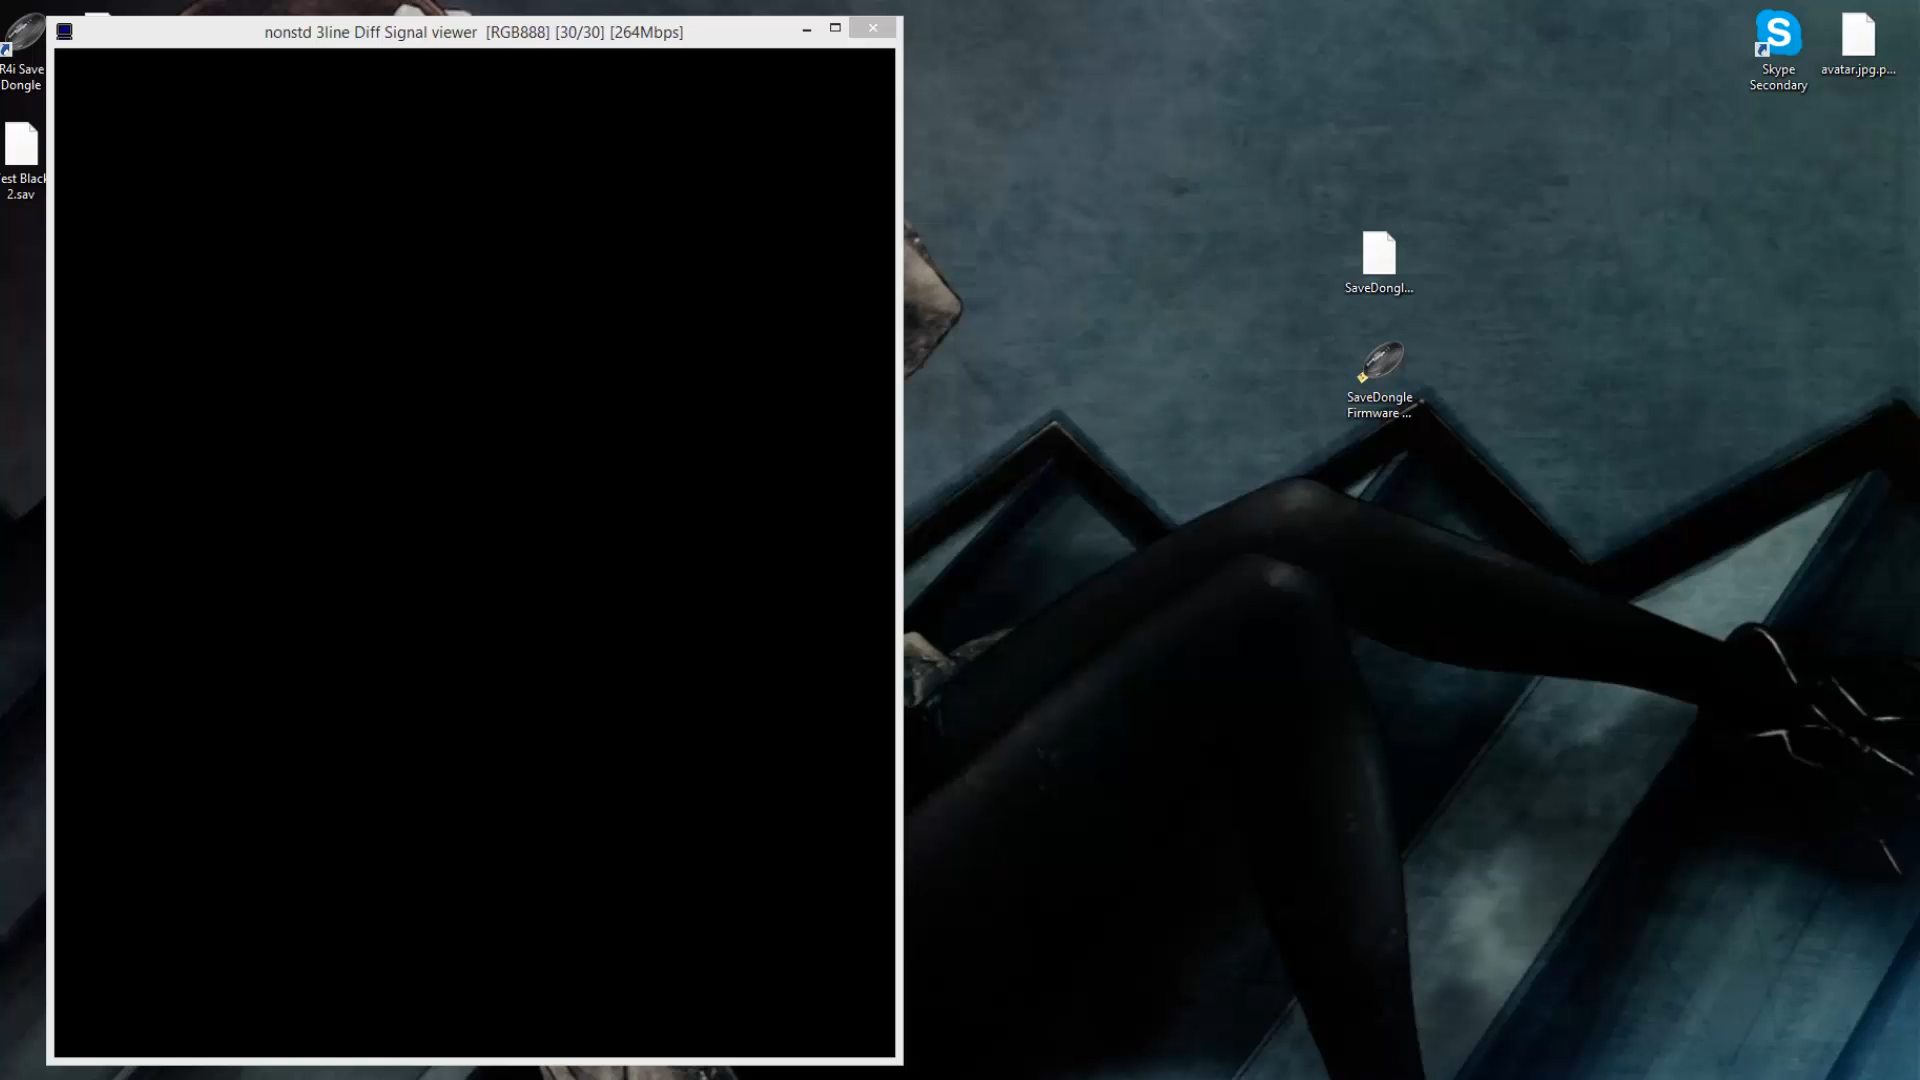 nonstd 3line Diff Signal viewer [RGB888] [30/30] [264Mbps]
R4i Save
Dongle
est Black
2.sav
Skype
Secondary
avatar.jpg.p...
SaveDongl...
SaveDongle
Firmware ...